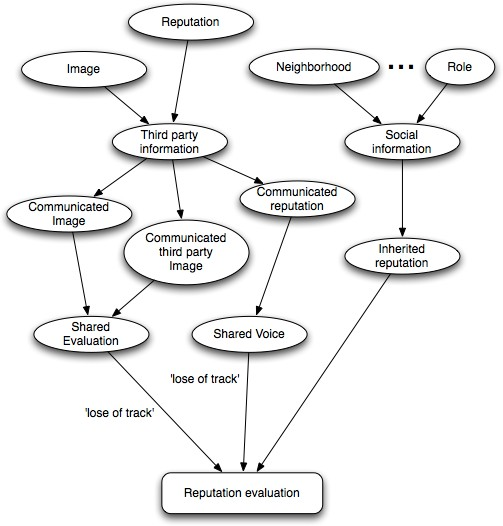 Reputation
Image
Neighborhood
...
Role
Third party
information
Social
information
Communicated
Image
Communicated
reputation
Communicated
third party
Image
Inherited
reputation
Shared
Evaluation
Shared Voice
'lose of track'
'lose of track'
Reputation evaluation